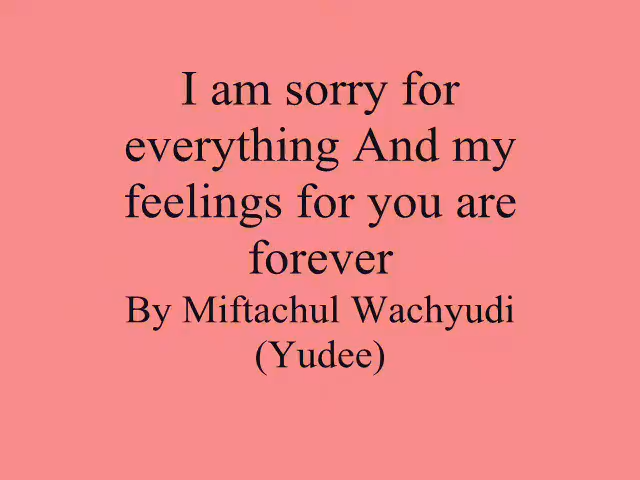 I am sorry for
everything And my
feelings for you are
forever
By Miftachul Wachyudi
(Yudee)